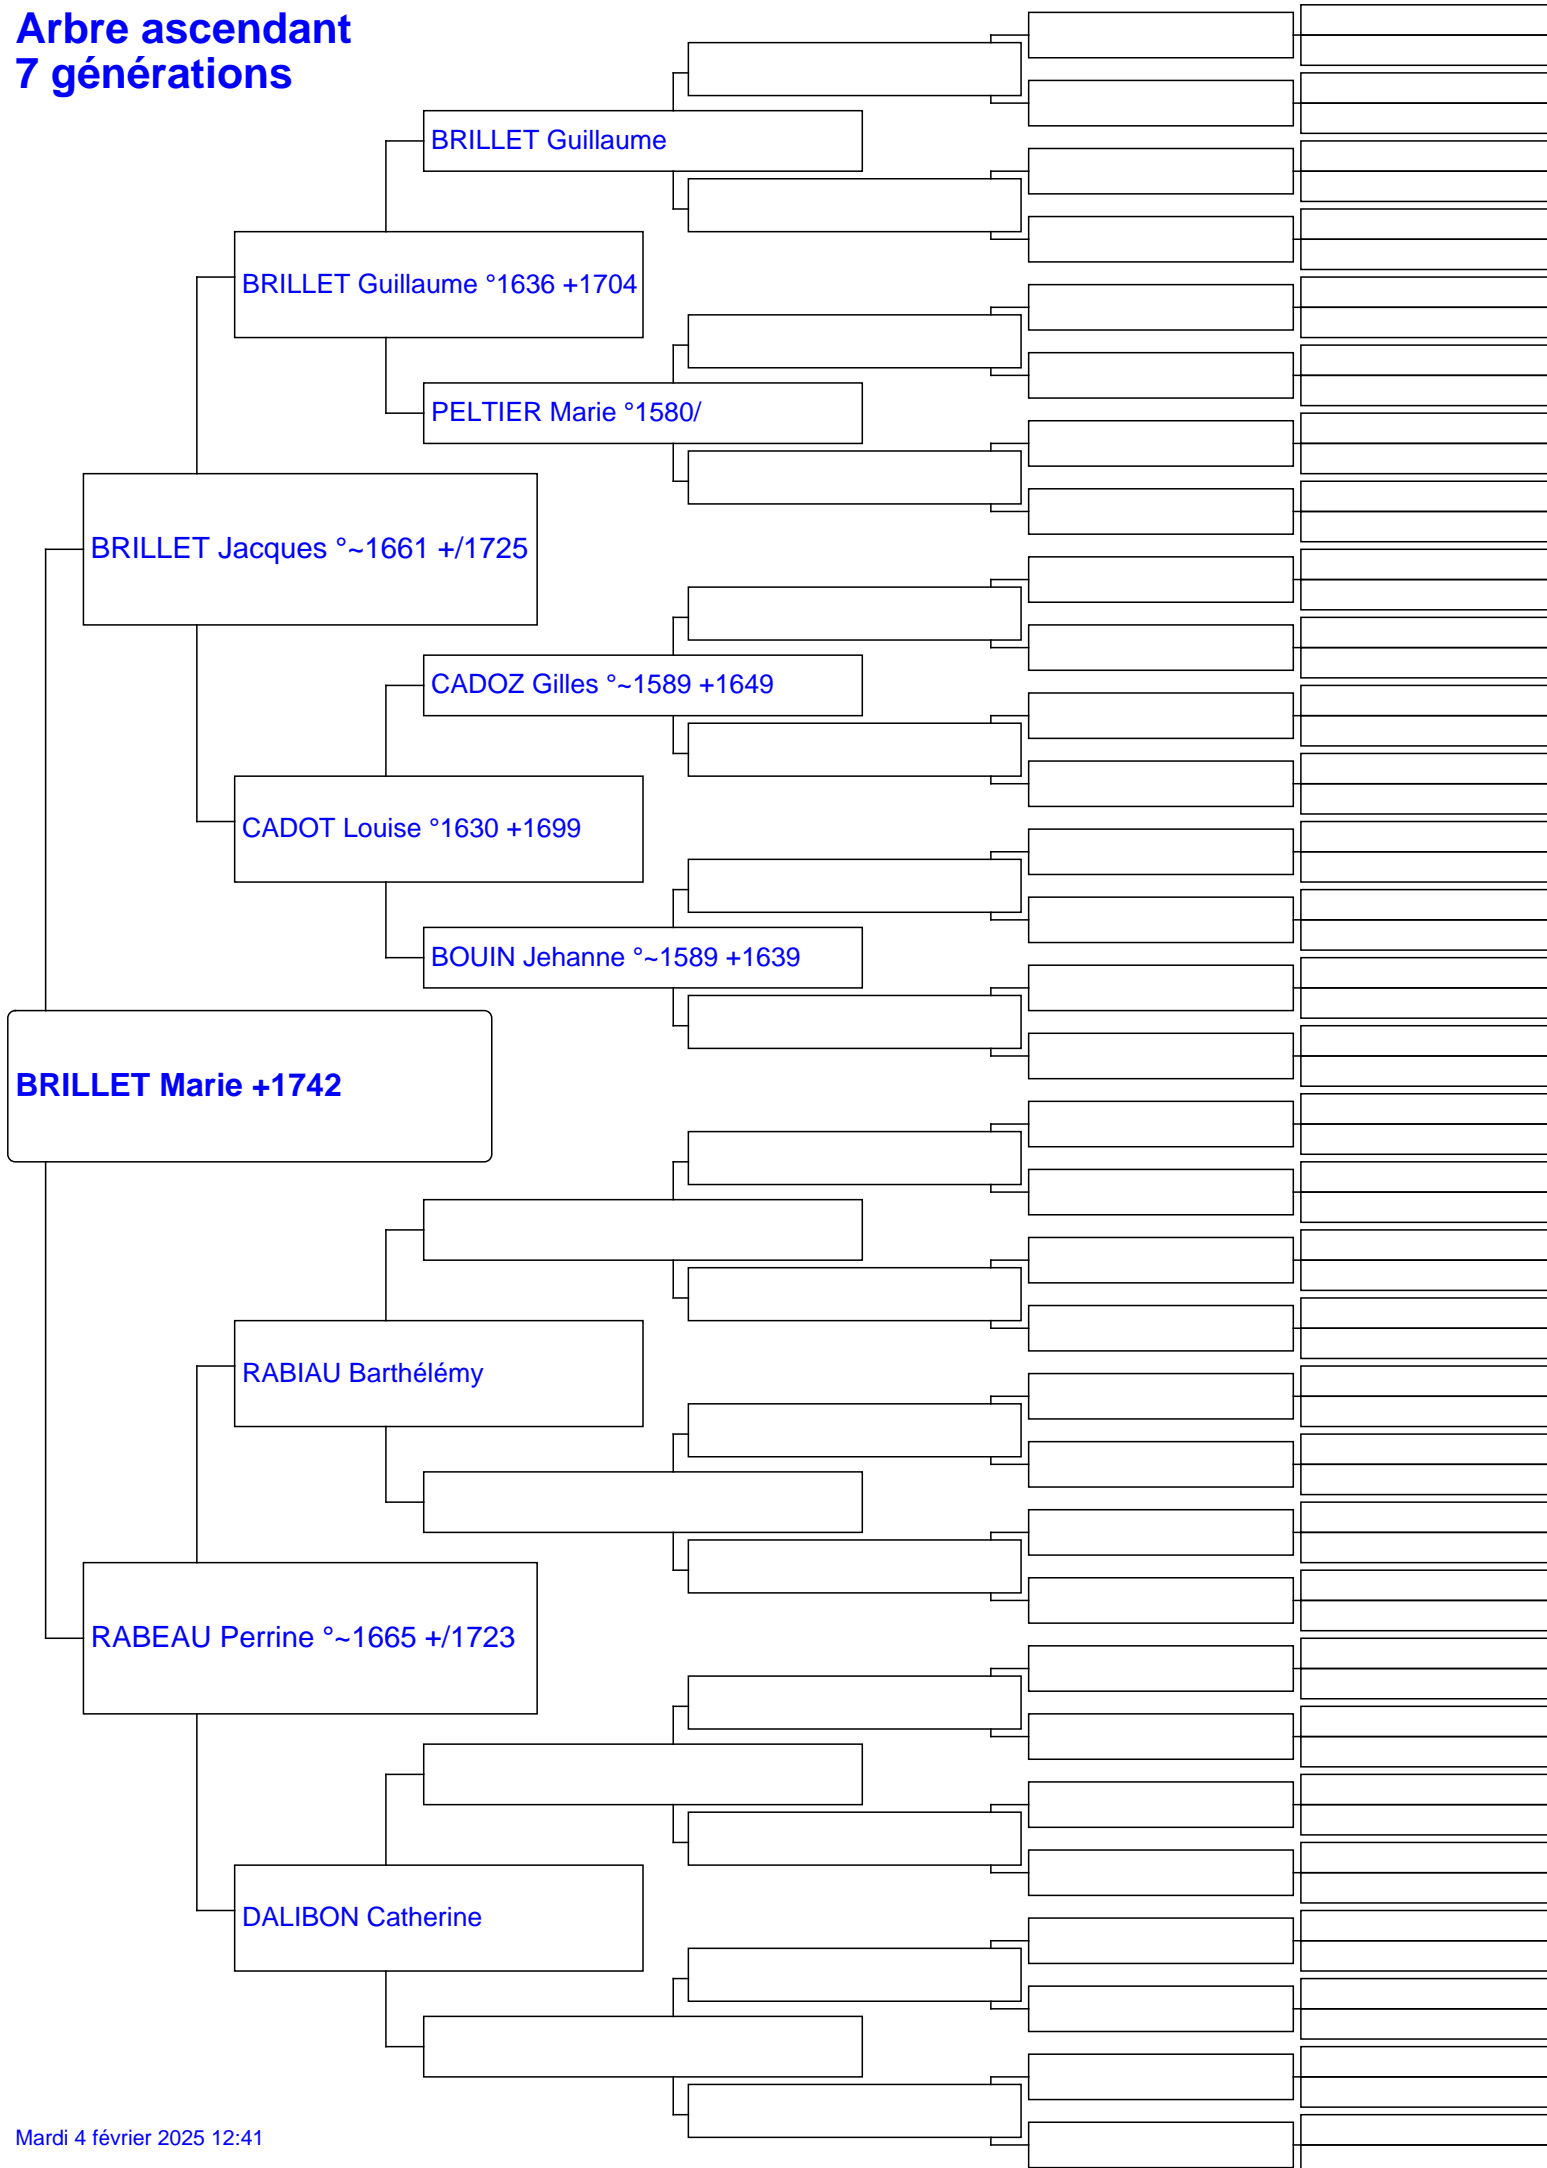 Arbre ascendant
7 générations
BRILLET Guillaume
BRILLET Guillaume °1636 +1704
PELTIER Marie °1580/
BRILLET Jacques °~1661 +/1725
CADOZ Gilles °~1589 +1649
CADOT Louise °1630 +1699
BOUIN Jehanne °~1589 +1639
BRILLET Marie +1742
RABIAU Barthélémy
RABEAU Perrine °~1665 +/1723
DALIBON Catherine
Mardi 4 février 2025 12:41